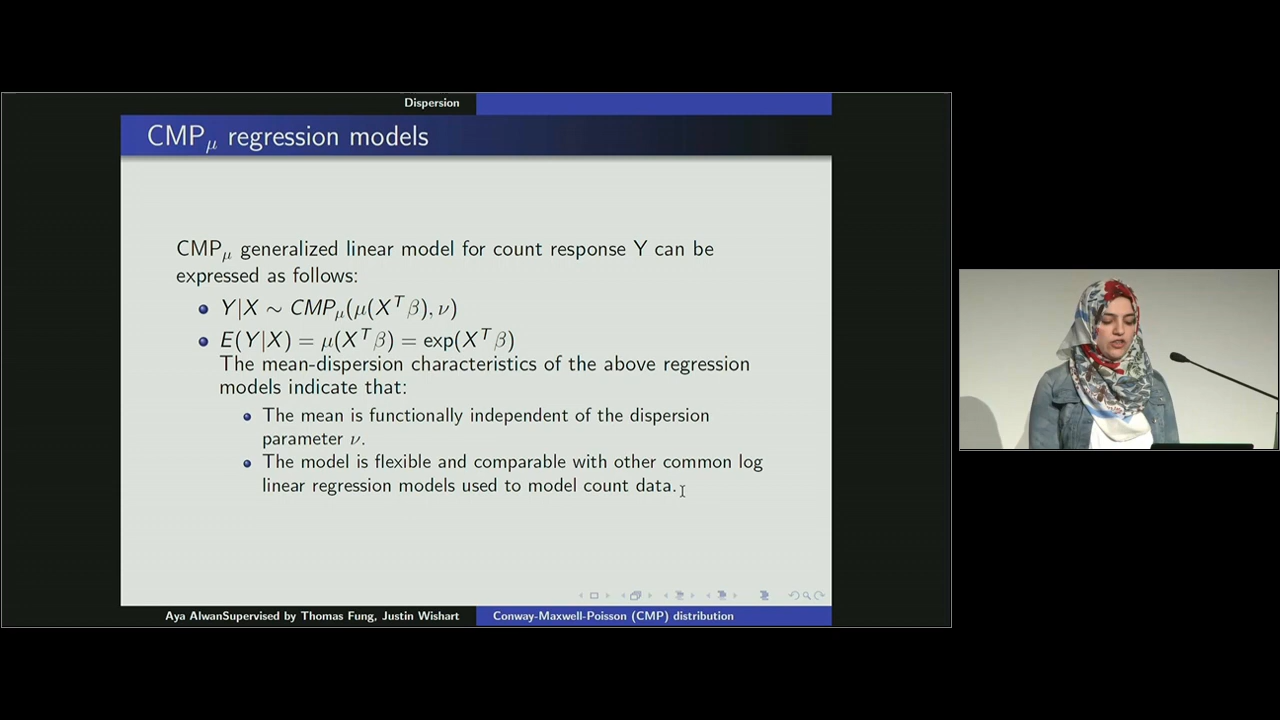 Dispersion
CMPμ regression models
CMPμ generalized linear model for count response Y can be
expressed as follows:
Y|X ∼ CMPμ(μ(X^T β), ν)
E(Y|X) = μ(X^T β) = exp(X^T β)
The mean-dispersion characteristics of the above regression
models indicate that:
The mean is functionally independent of the dispersion
parameter ν.
The model is flexible and comparable with other common log
linear regression models used to model count data.
Aya AlwanSupervised by Thomas Fung, Justin Wishart
Conway-Maxwell-Poisson (CMP) distribution